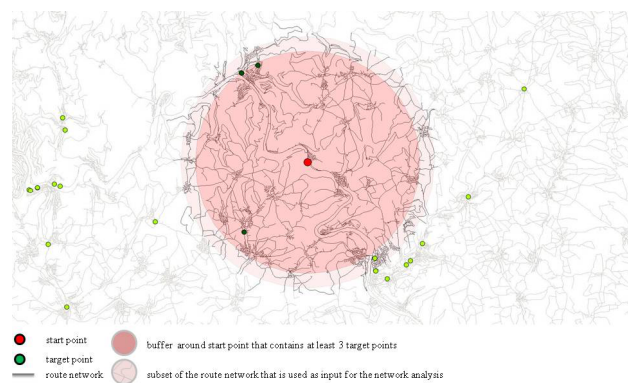 start point
buffer around start point that contains at least 3 target points
target point
route network
subset of the route network that is used as input for the network analysis